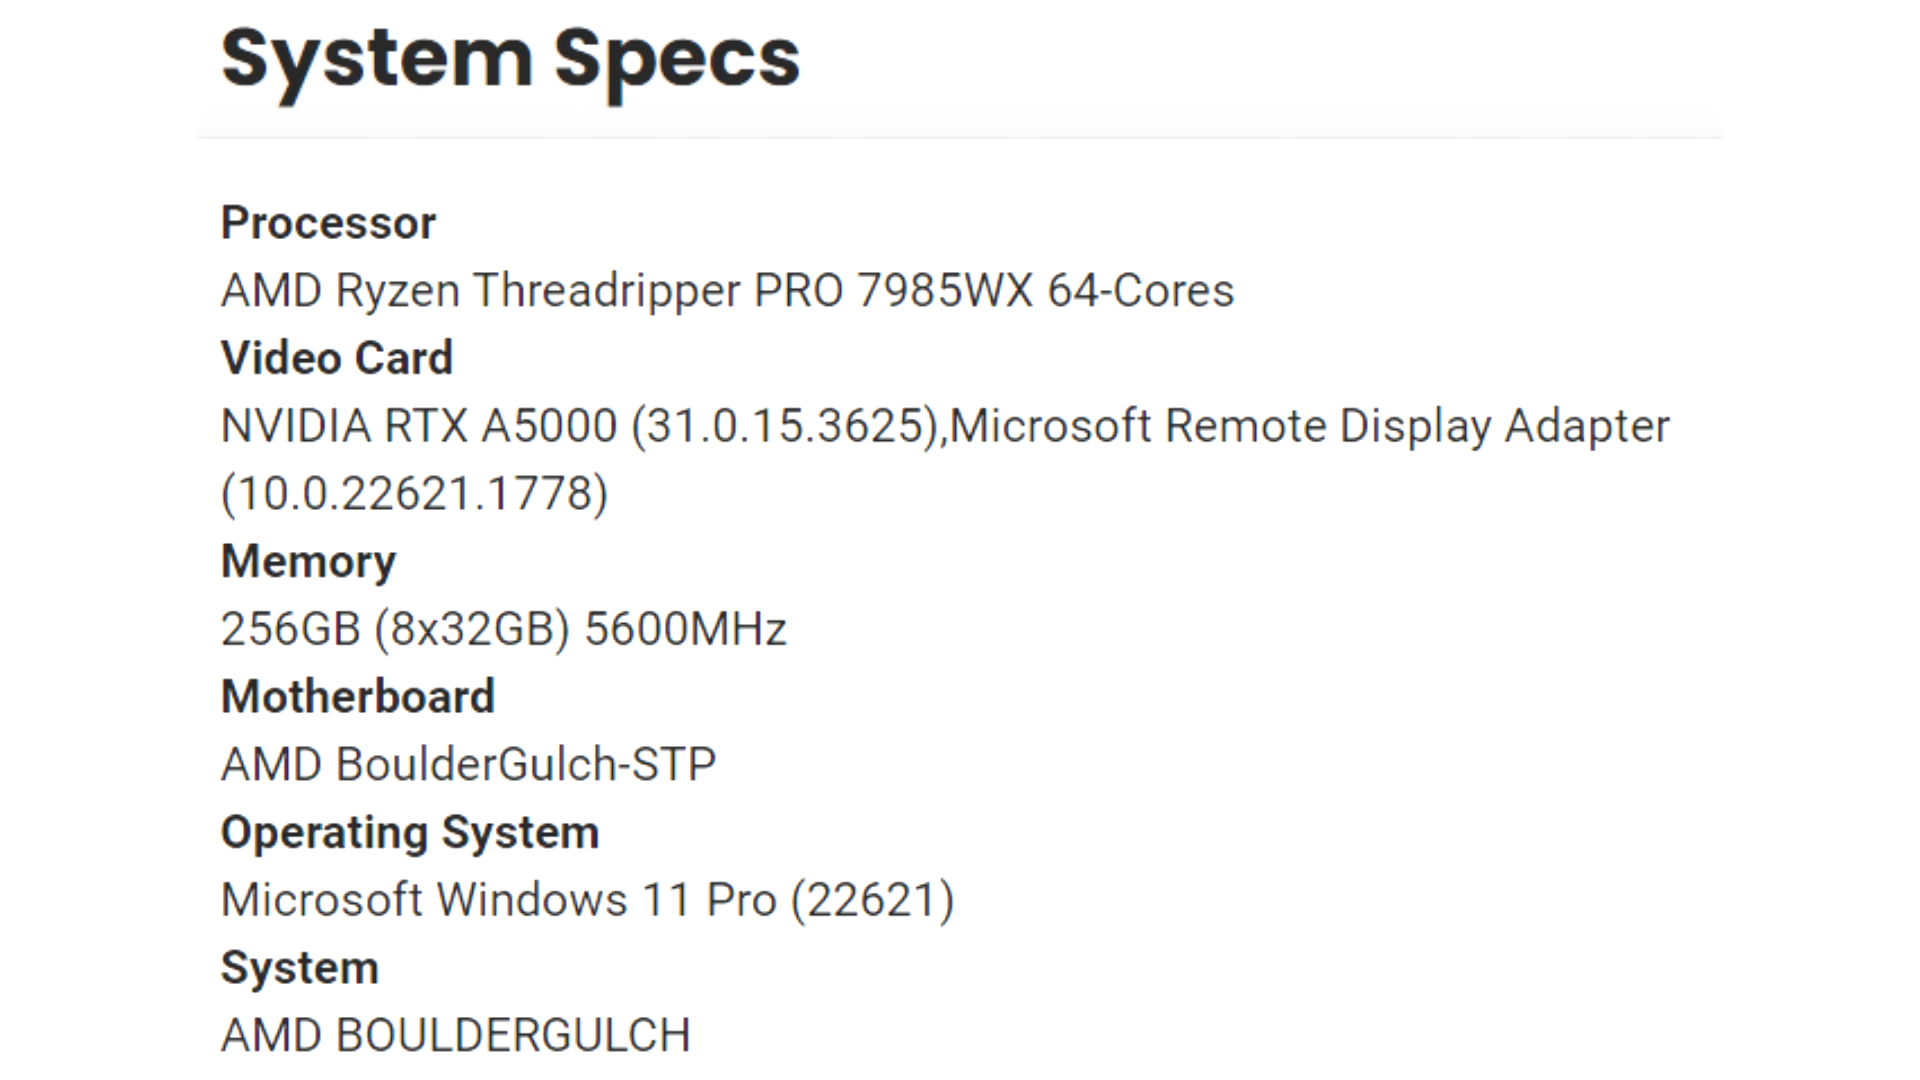 System Specs
Processor
AMD Ryzen Threadripper PRO 7985WX 64-Cores
Video Card
NVIDIA RTX A5000 (31.0.15.3625),Microsoft Remote Display Adapter
(10.0.22621.1778)
Memory
256GB (8x32GB) 5600MHz
Motherboard
AMD BoulderGulch-STP
Operating System
Microsoft Windows 11 Pro (22621)
System
AMD BOULDERGULCH